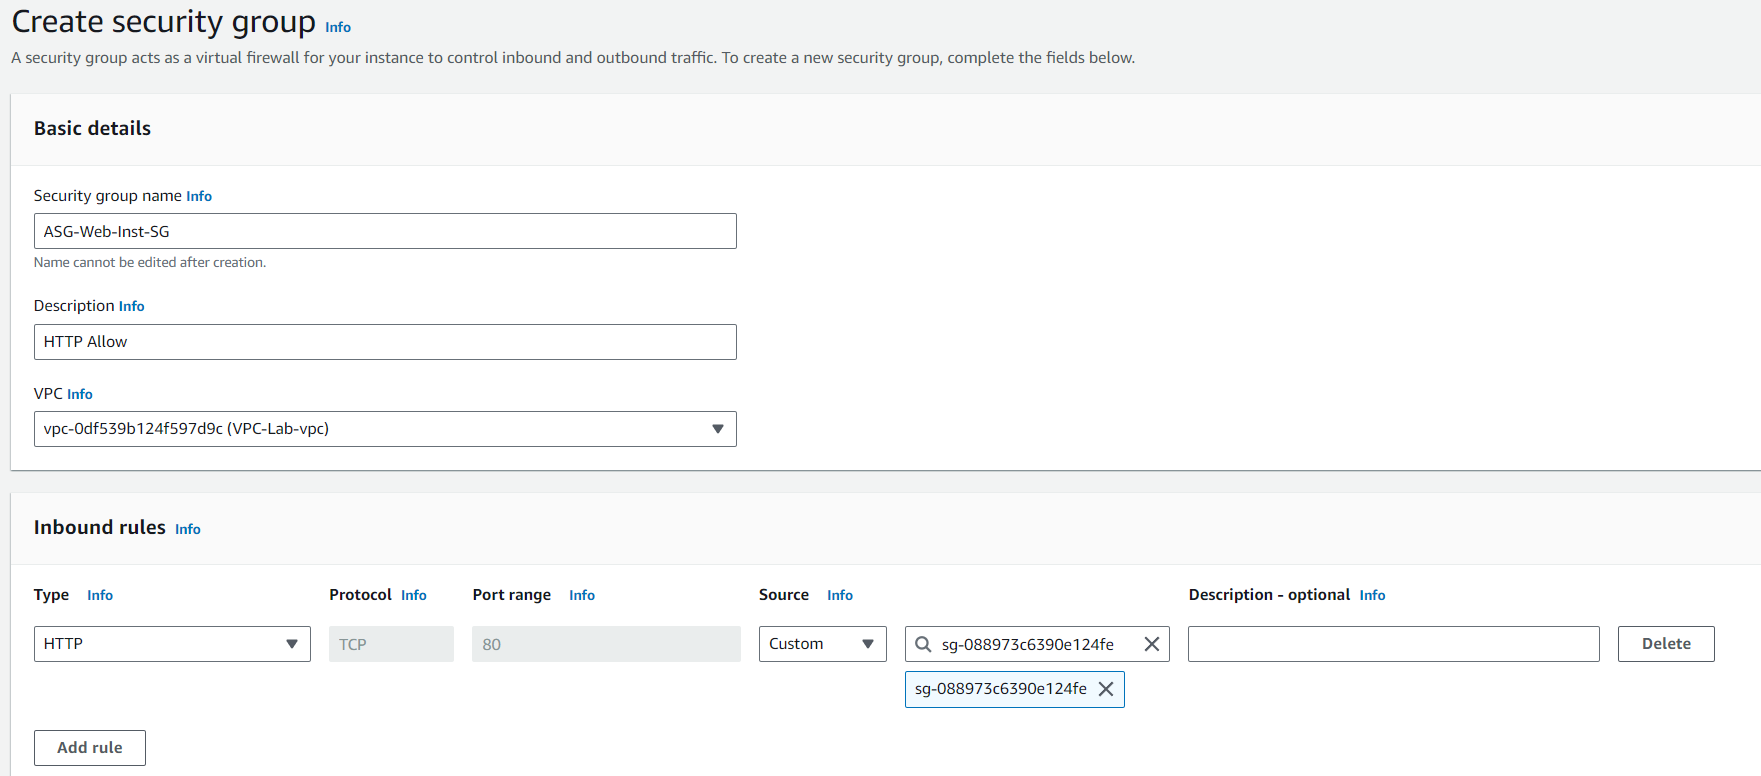 Create security group Info
A security group acts as a virtual firewall for your instance to control inbound and outbound traffic. To create a new security group, complete the fields below.
Basic details
Security group name Info
ASG-Web-Inst-SG
Name cannot be edited after creation.
Description Info
HTTP Allow
VPC Info
vpc-0df539b124f597d9c (VPC-Lab-vpc)
Inbound rules Info
Type Info Protocol Info Port range Info Source Info Description - optional Info
HTTP TCP 80 Custom sg-088973c6390e124fe Delete
sg-088973c6390e124fe
Add rule